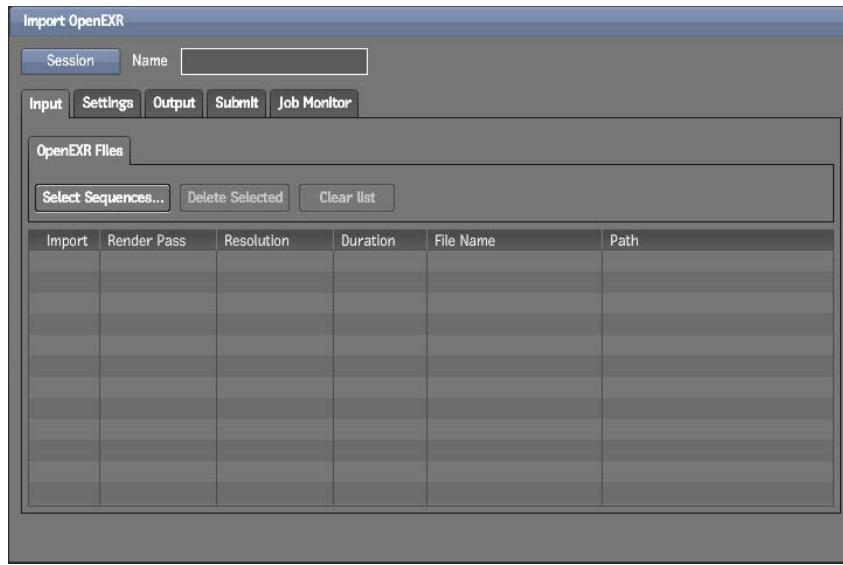 Import OpenEXR
Session Name
Input Settings Output Submit Job Monitor
OpenEXR Files
Select Sequences... Delete Selected Clear list
Import Render Pass Resolution Duration File Name Path